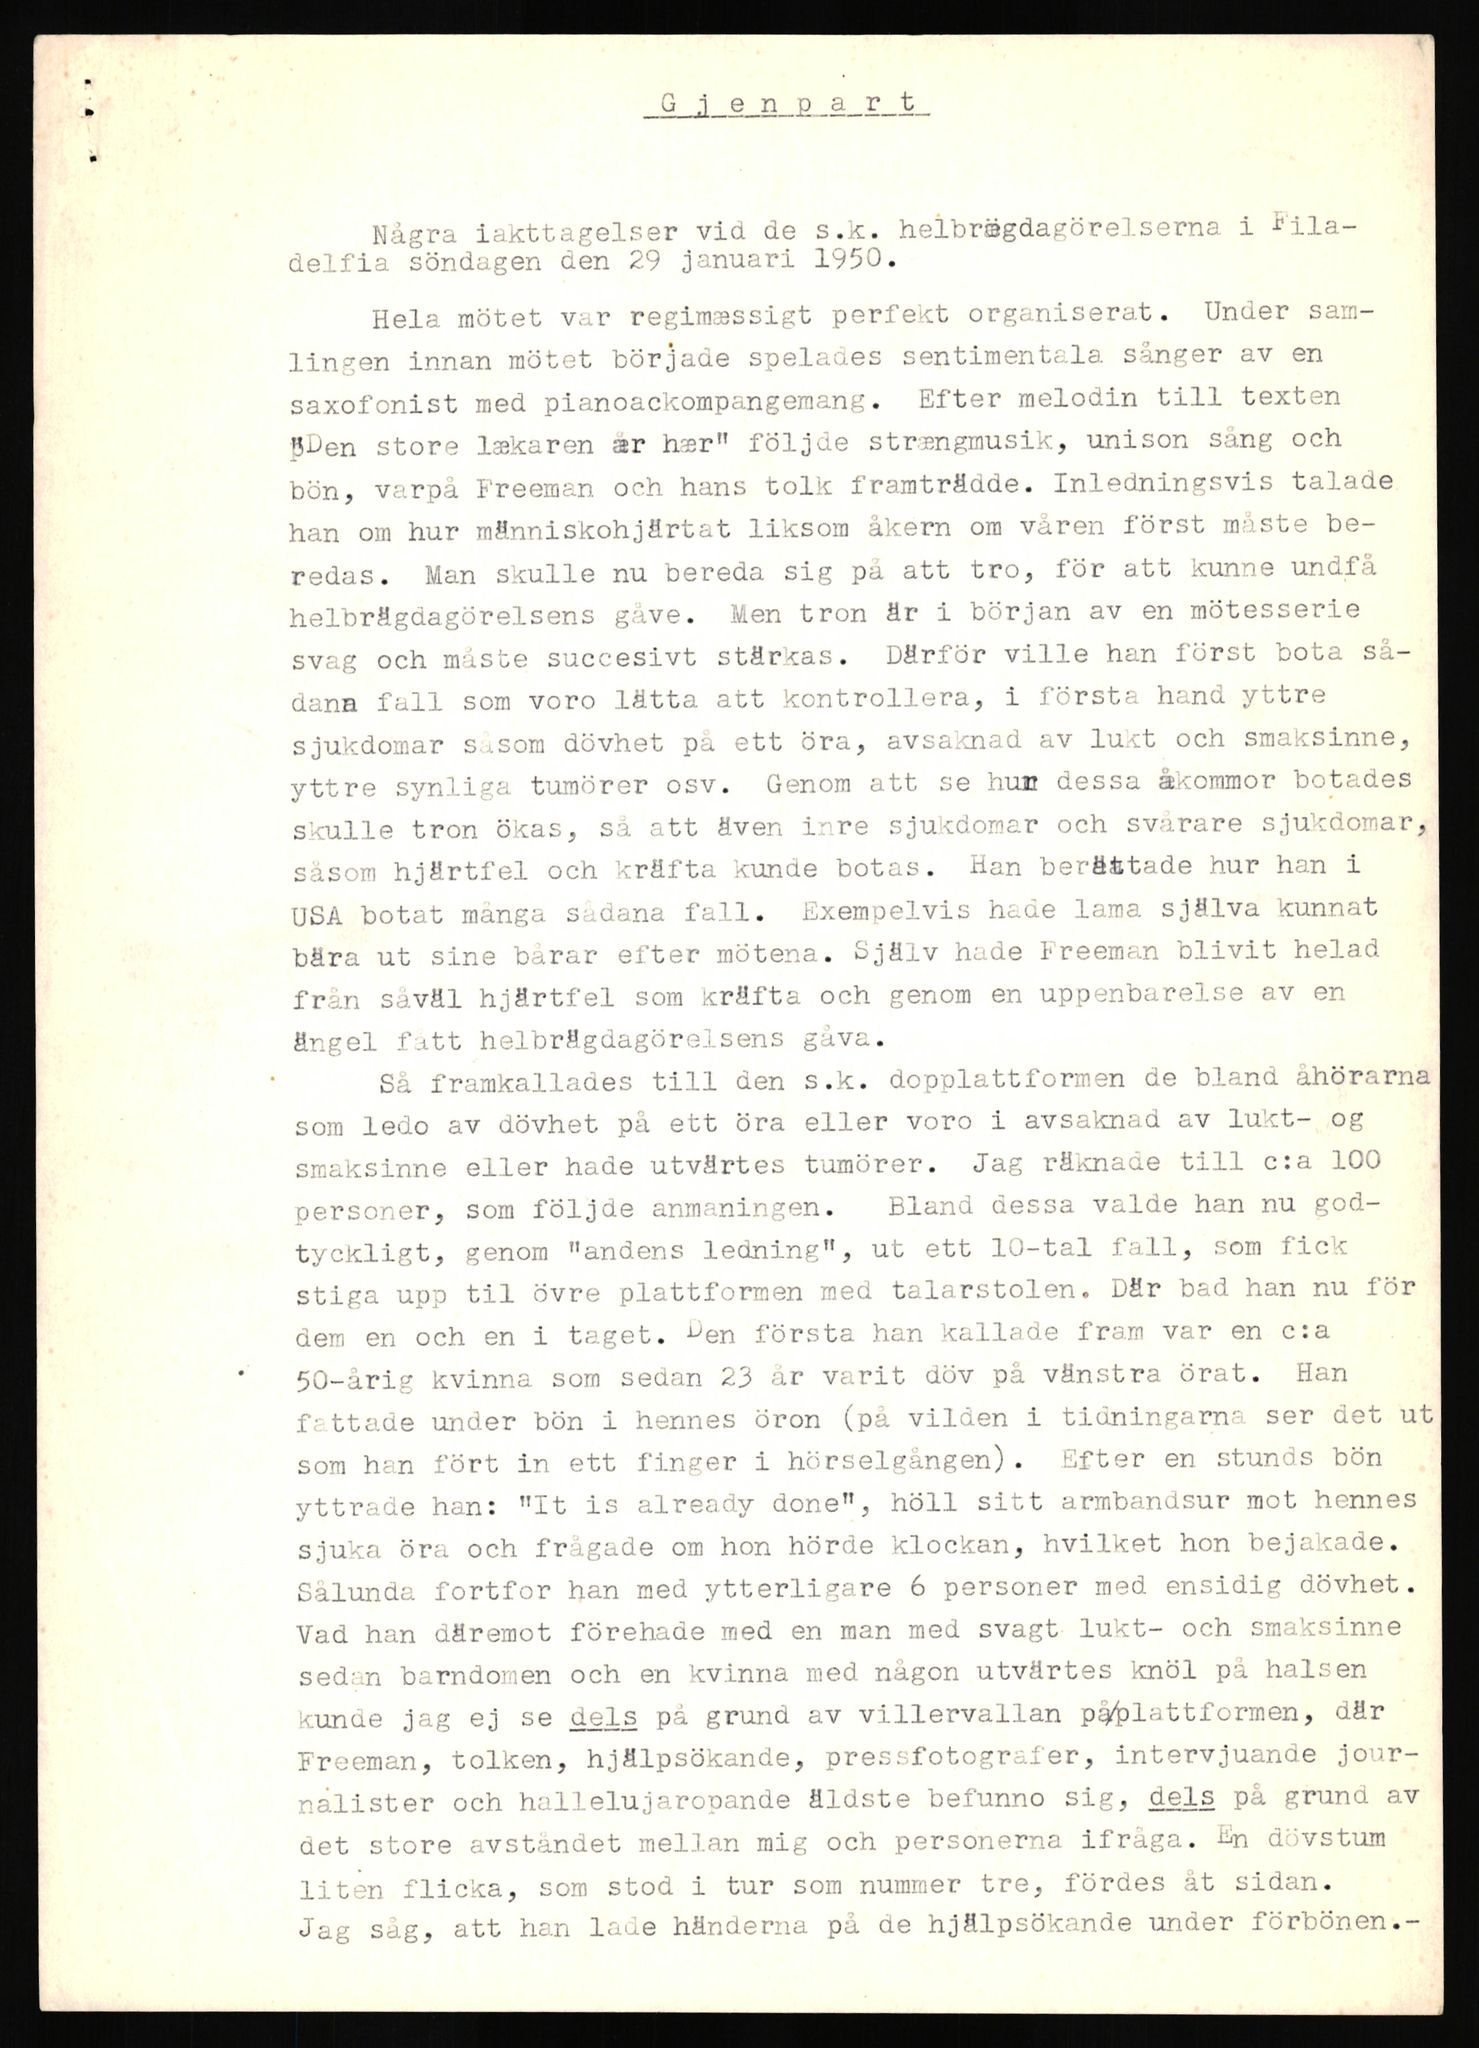 G j e n p a r t
Några iakttagelser vid de s.k. helbrägdagörelserna i Fila-
delfia söndagen den 29 januari 1950.
Hela mötet var regimæssigt perfekt organiserat. Under sam-
lingen innan mötet började spelades sentimentala sånger av en
saxofonist med pianoackompangemang. Efter melodin till texten
"Den store lækaren är hær" följde strængmusik, unison sång och
bön, varpå Freeman och hans tolk framträdde. Inledningsvis talade
han om hur människohjärtat liksom åkern om våren först måste be-
redas. Man skulle nu bereda sig på att tro, för att kunne undfå
helbrägdagörelsens gåve. Men tron är i början av en mötesserie
svag och måste succesivt stärkas. Därför ville han först bota så-
dana fall som voro lätta att kontrollera, i första hand yttre
sjukdomar såsom dövhet på ett öra, avsaknad av lukt och smaksinne,
yttre synliga tumörer osv. Genom att se hur dessa åkommor botades
skulle tron ökas, så att även inre sjukdomar och svårare sjukdomar,
såsom hjärtfel och kräfta kunde botas. Han berättade hur han i
USA botat många sådana fall. Exempelvis hade lama själva kunnat
bära ut sine bårar efter mötena. Själv hade Freeman blivit helad
från såväl hjärtfel som kräfta och genom en uppenbarelse av en
ängel fått helbrägdagörelsens gåva.
Så framkallades till den s.k. dopplattformen de bland åhörarna
som ledo av dövhet på ett öra eller voro i avsaknad av lukt- og
smaksinne eller hade utvärtes tumörer. Jag räknade till c:a 100
personer, som följde anmaningen. Bland dessa valde han nu god-
tyckligt, genom "andens ledning", ut ett 10-tal fall, som fick
stiga upp til övre plattformen med talarstolen. Där bad han nu för
dem en och en i taget. Den första han kallade fram var en c:a
50-årig kvinna som sedan 23 år varit döv på vänstra örat. Han
fattade under bön i hennes öron (på vilden i tidningarna ser det ut
som han fört in ett finger i hörselgången). Efter en stunds bön
yttrade han: "It is already done", höll sitt armbandsur mot hennes
sjuka öra och frågade om hon hörde klockan, hvilket hon bejakade.
Sålunda fortfor han med ytterligare 6 personer med ensidig dövhet.
Vad han däremot förehade med en man med svagt lukt- och smaksinne
sedan barndomen och en kvinna med någon utvärtes knöl på halsen
kunde jag ej se dels på grund av villervallan på/plattformen, där
Freeman, tolken, hjälpsökande, pressfotografer, intervjuande jour-
nalister och hallelujaropande äldste befunno sig, dels på grund av
det store avståndet mellan mig och personerna ifråga. En dövstum
liten flicka, som stod i tur som nummer tre, fördes åt sidan.
Jag såg, att han lade händerna på de hjälpsökande under förbönen.-